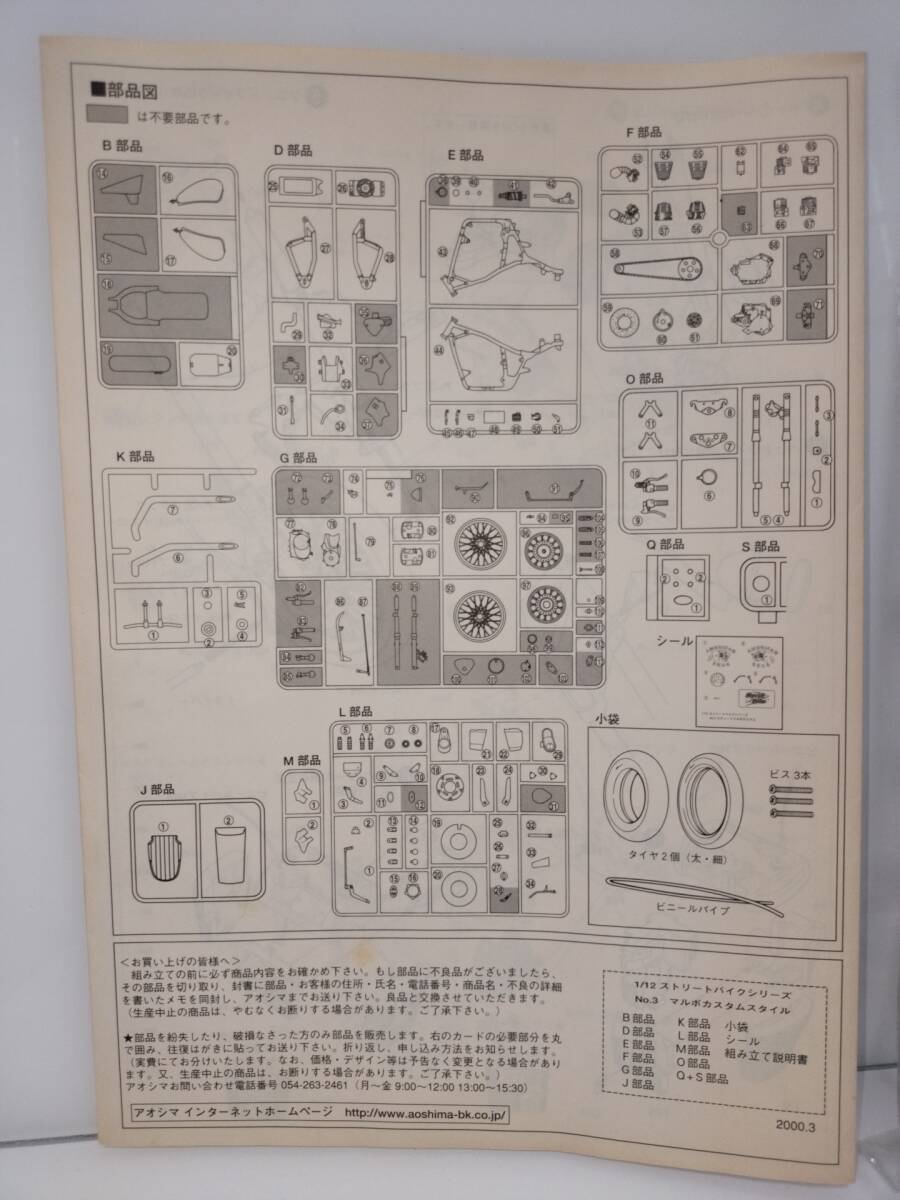 ■部品図
は不要部品です。
B 部品
D 部品
E 部品
F 部品
K 部品
G 部品
O 部品
Q 部品
S 部品
シール
L 部品
M 部品
J 部品
小袋
ビス 3本
タイヤ2個(太・細)
ビニールパイプ
<お買い上げの皆様へ>
組み立ての前に必ず商品内容をお確かめ下さい。もし部品に不良品がございましたら、
その部品を切り取り、封書に部品・お客様の住所・氏名・電話番号・商品名・不良の詳細
を書いたメモを同封し、アオシマまでお送り下さい。良品と交換させていただきます。
(生産中止の商品は、やむなくお断りする場合があります。ご了承下さい。)
★部品を紛失したり、破損なさった方のみ部品を販売します。右のカードの必要部分を丸
で囲み、往復はがきに貼ってお送り下さい。折り返し、申し込み方法をお知らせします。
(実費にてお分けいたします。なお、価格・デザイン等は予告なく変更となる場合があり
ます。又、生産中止の商品は、お断りする場合があります。ご了承下さい。)
アオシマお問い合わせ電話番号 054-263-2461(月〜金 9:00〜12:00 13:00〜15:30)
アオシマ インターネットホームページ http://www.aoshima-bk.co.jp/
1/12 ストリートバイクシリーズ
No.3 マルボカスタムスタイル
B部品 K部品 小袋
D部品 L部品 シール
E部品 M部品 組み立て説明書
F部品 O部品
G部品 Q+S部品
J部品
2000.3